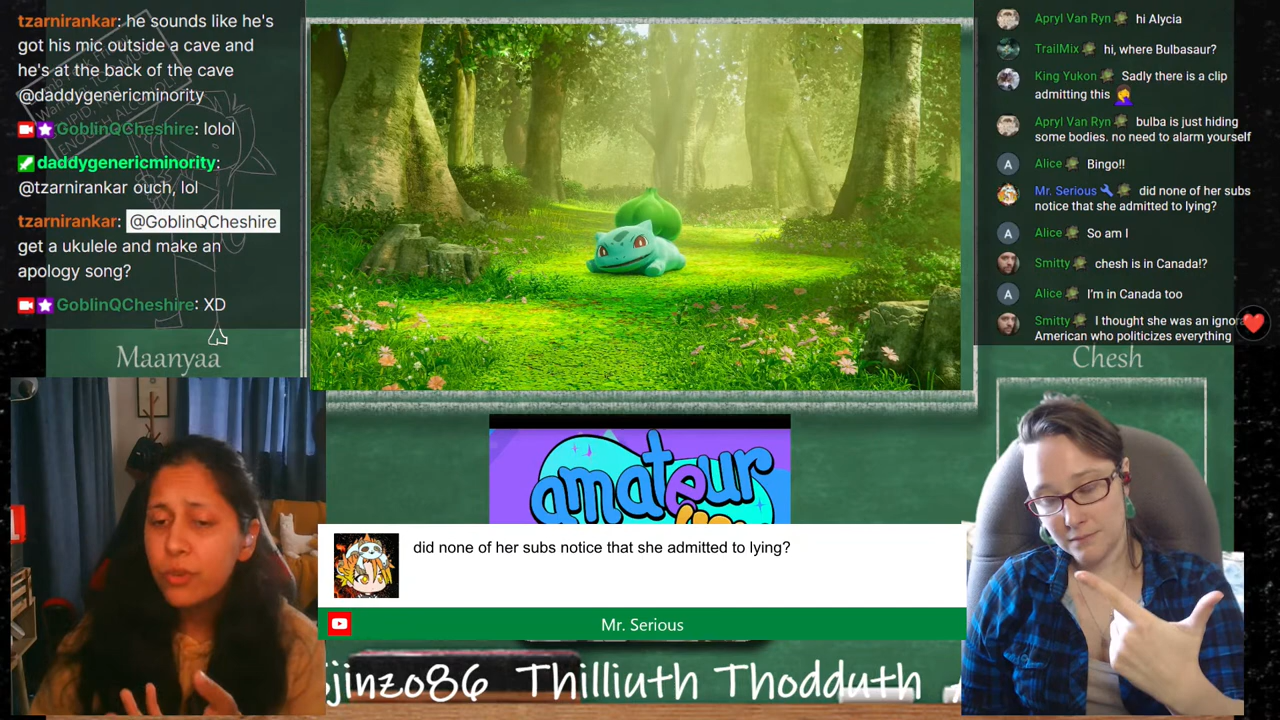 tzarnirankar: he sounds like he's
got his mic outside a cave and
he's at the back of the cave
@daddygenericminority
GoblinQCheshire: lolol
daddygenericminority:
@tzarnirankar ouch, lol
tzarnirankar: @GoblinQCheshire
get a ukulele and make an
apology song?
GoblinQCheshire: XD
Maanyaa
Apryl Van Ryn hi Alycia
TrailMix hi, where Bulbasaur?
King Yukon Sadly there is a clip
admitting this 🤦
Apryl Van Ryn bulba is just hiding
some bodies. no need to alarm yourself
A Alice Bingo!!
Mr. Serious did none of her subs
notice that she admitted to lying?
A Alice So am I
Smitty chesh is in Canada!?
A Alice I'm in Canada too
Smitty I thought she was an ignora
American who politicizes everything
Chesh
amateur
did none of her subs notice that she admitted to lying?
Mr. Serious
jinzo86 Thilliuth Thodduth